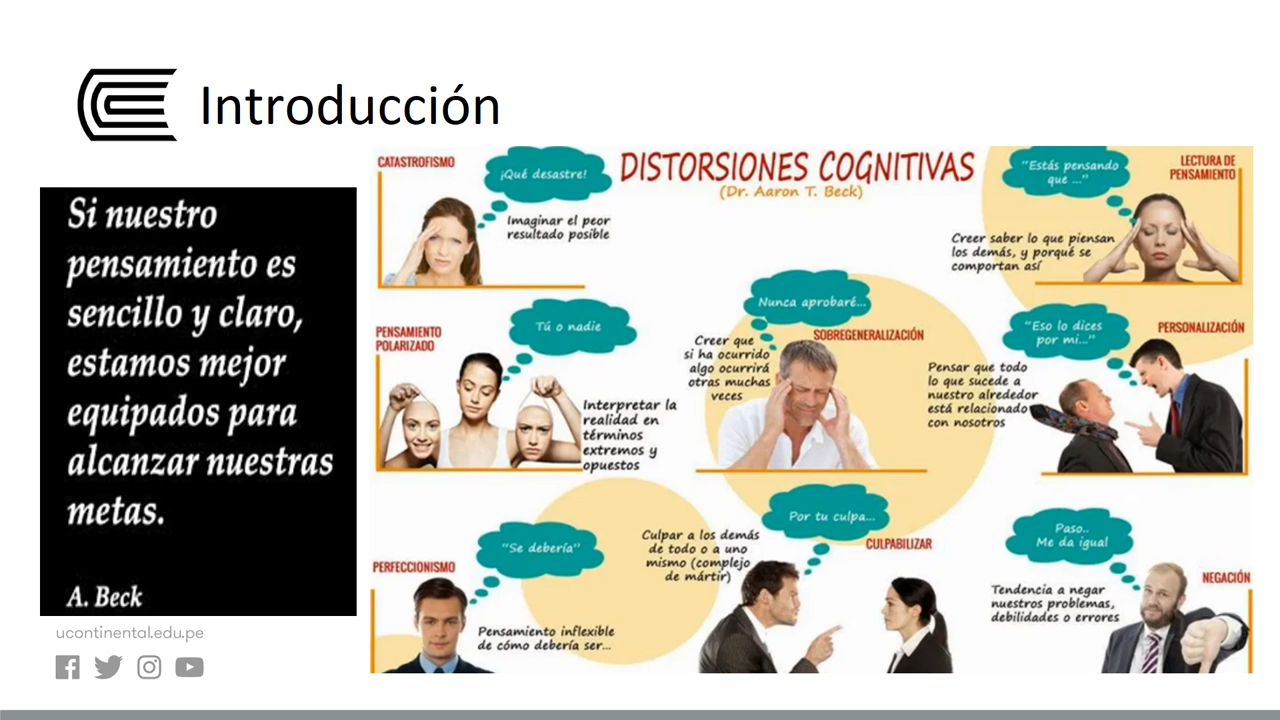 Introducción
Si nuestro
pensamiento es
sencillo y claro,
estamos mejor
equipados para
alcanzar nuestras
metas.
A. Beck
ucontinental.edu.pe
DISTORSIONES COGNITIVAS
(Dr. Aaron T. Beck)
CATASTROFISMO
¡Qué desastre!
Imaginar el peor
resultado posible
"Estás pensando
que ..."
LECTURA DE
PENSAMIENTO
Creer saber lo que piensan
los demás, y porqué se
comportan así
PENSAMIENTO
POLARIZADO
Tú o nadie
Interpretar la
realidad en
términos
extremos y
opuestos
Nunca aprobaré...
SOBREGENERALIZACIÓN
Creer que
si ha ocurrido
algo ocurrirá
otras muchas
veces
"Eso lo dices
por mi..."
PERSONALIZACIÓN
Pensar que todo
lo que sucede a
nuestro alrededor
está relacionado
con nosotros
PERFECCIONISMO
"Se debería"
Pensamiento inflexible
de cómo debería ser...
Por tu culpa...
CULPABILIZAR
Culpar a los demás
de todo o a uno
mismo (complejo
de mártir)
Paso..
Me da igual
NEGACIÓN
Tendencia a negar
nuestros problemas,
debilidades o errores